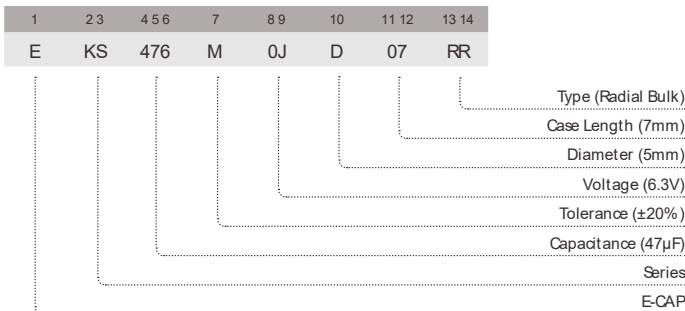 1 2 3 4 5 6 7 8 9 10 11 12 13 14
E KS 476 M 0J D 07 RR
Type (Radial Bulk)
Case Length (7mm)
Diameter (5mm)
Voltage (6.3V)
Tolerance (±20%)
Capacitance (47µF)
Series
E-CAP